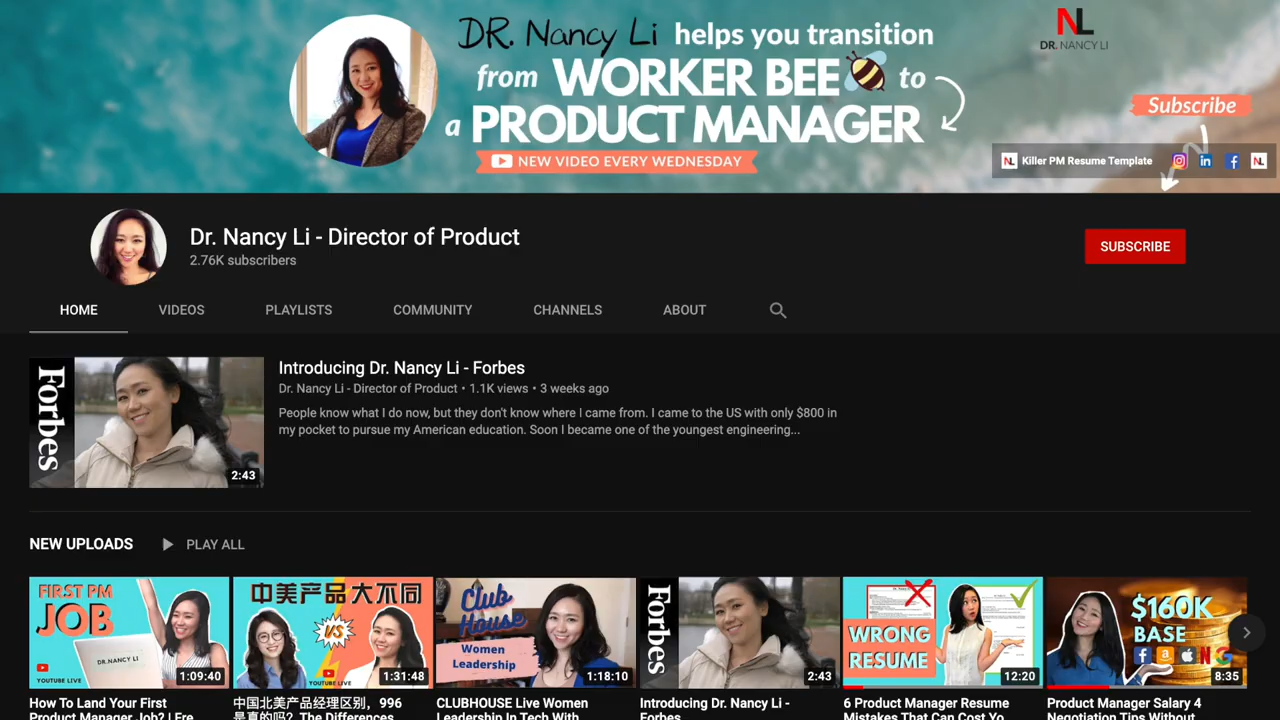 DR. Nancy Li helps you transition
from WORKER BEE to
a PRODUCT MANAGER
NEW VIDEO EVERY WEDNESDAY
NL
DR. NANCY LI
Subscribe
NL Killer PM Resume Template
Dr. Nancy Li - Director of Product
2.76K subscribers
SUBSCRIBE
HOME VIDEOS PLAYLISTS COMMUNITY CHANNELS ABOUT
Forbes
2:43
Introducing Dr. Nancy Li - Forbes
Dr. Nancy Li - Director of Product • 1.1K views • 3 weeks ago
People know what I do now, but they don't know where I came from. I came to the US with only $800 in
my pocket to pursue my American education. Soon I became one of the youngest engineering...
NEW UPLOADS PLAY ALL
FIRST PM
JOB
DR.NANCY LI
YOUTUBE LIVE
1:09:40
中美产品大不同
VS
YOUTUBE LIVE
1:31:48
Club
House
Women
Leadership
1:18:10
Forbes
2:43
WRONG
RESUME
12:20
$160K
BASE
8:35
How To Land Your First
Product Manager Job? | Fre
中国北美产品经理区别，996
是真的吗？The Differences
CLUBHOUSE Live Women
Leadership In Tech With
Introducing Dr. Nancy Li -
Forbes
6 Product Manager Resume
Mistakes That Can Cost Yo
Product Manager Salary 4
Negotiation Tips Without